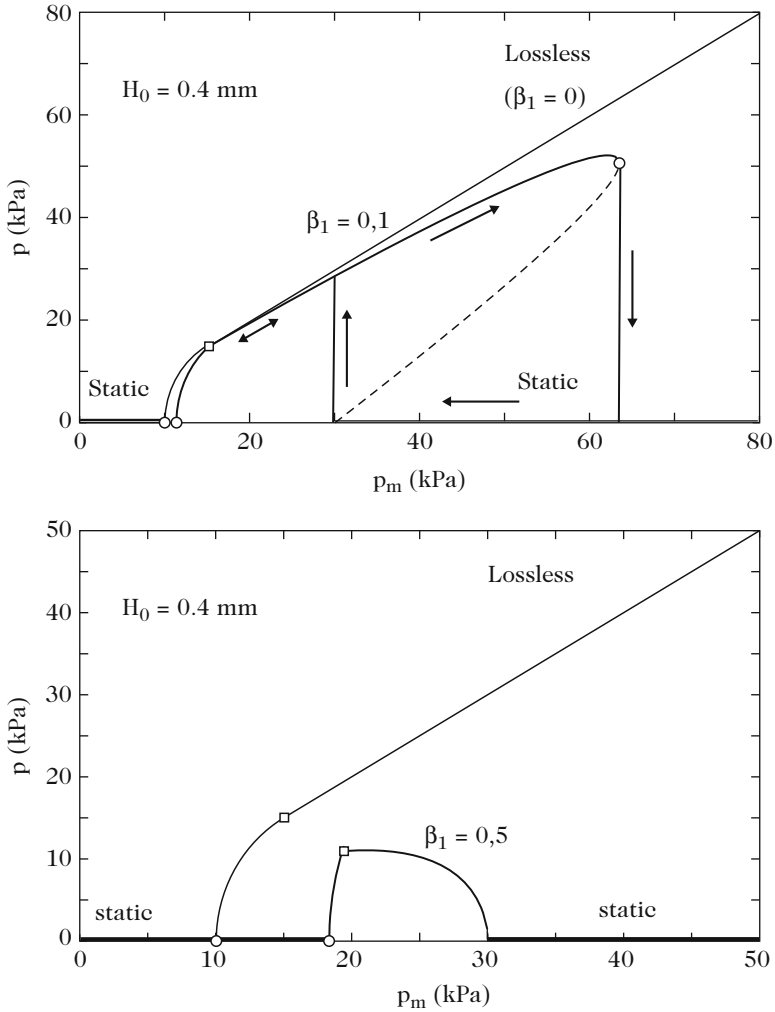 80
Lossless
H₀ = 0.4 mm
(β₁ = 0)
60
p (kPa)
β₁ = 0,1
40
20
Static
Static
0
0 20 40 60 80
pₘ (kPa)
50
Lossless
H₀ = 0.4 mm
40
30
p (kPa)
20
β₁ = 0,5
10
static
static
0
0 10 20 30 40 50
pₘ (kPa)